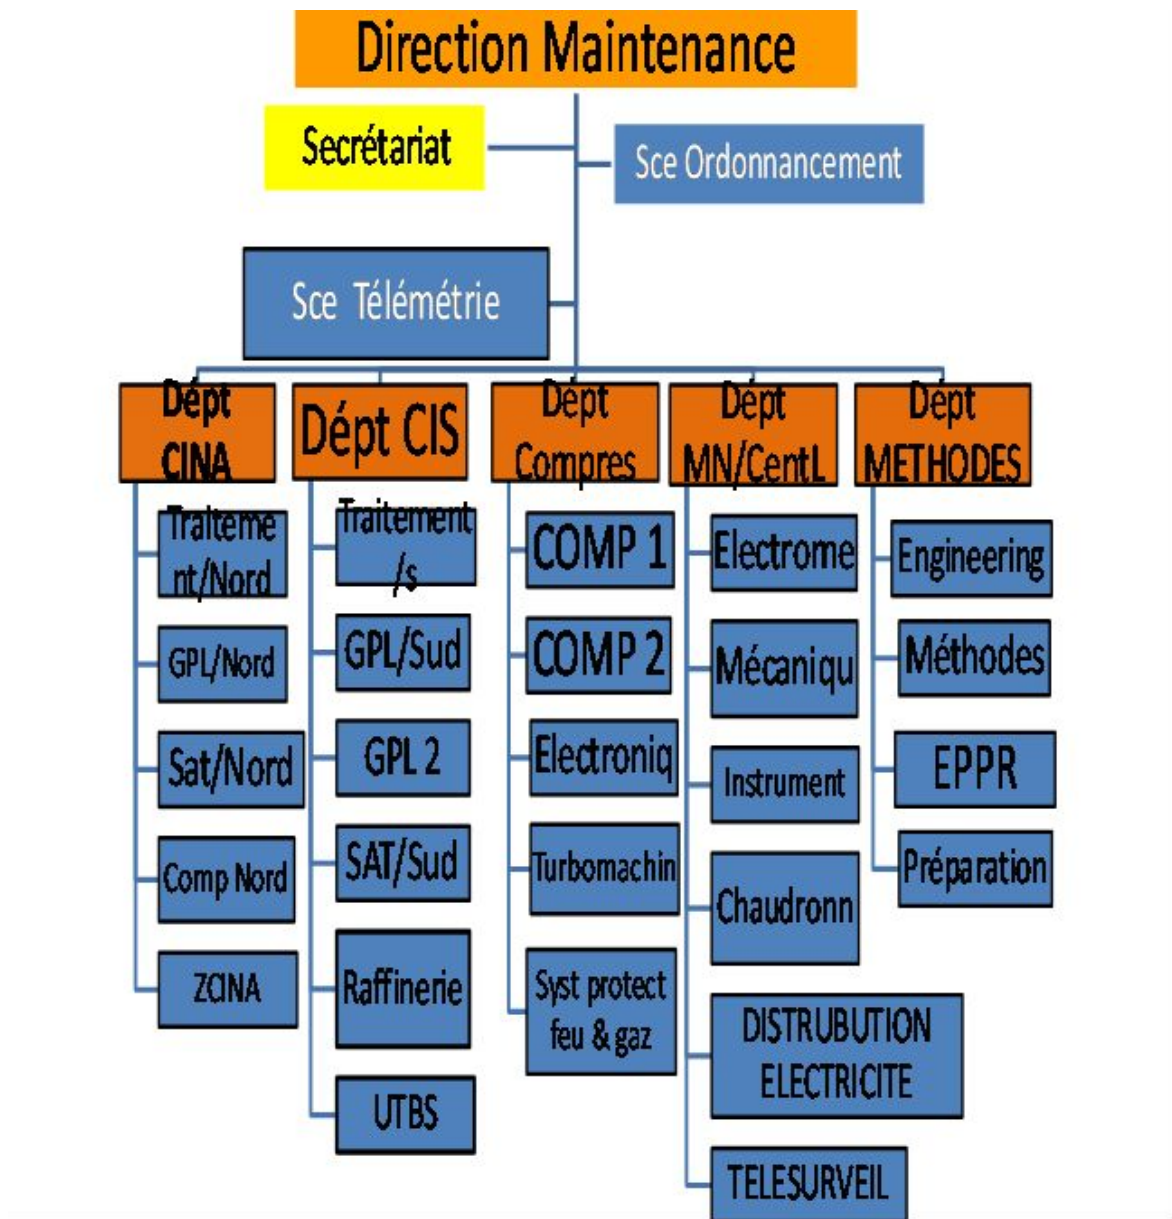 Direction Maintenance
Secrétariat
Sce Ordonnancement
Sce Télémétrie
Dépt
CINA
Traiteme
nt/Nord
GPL/Nord
Sat/Nord
Comp Nord
ZCINA
Dépt CIS
Traitement
/s
GPL/Sud
GPL 2
SAT/Sud
Raffinerie
UTBS
Dépt
Compres
COMP 1
COMP 2
Electroniq
Turbomachin
Syst protect
feu & gaz
Dépt
MN/CentL
Electrome
Mécaniqu
Instrument
Chaudronn
DISTRUBUTION
ELECTRICITE
TELESURVEIL
Dépt
METHODES
Engineering
Méthodes
EPPR
Préparation